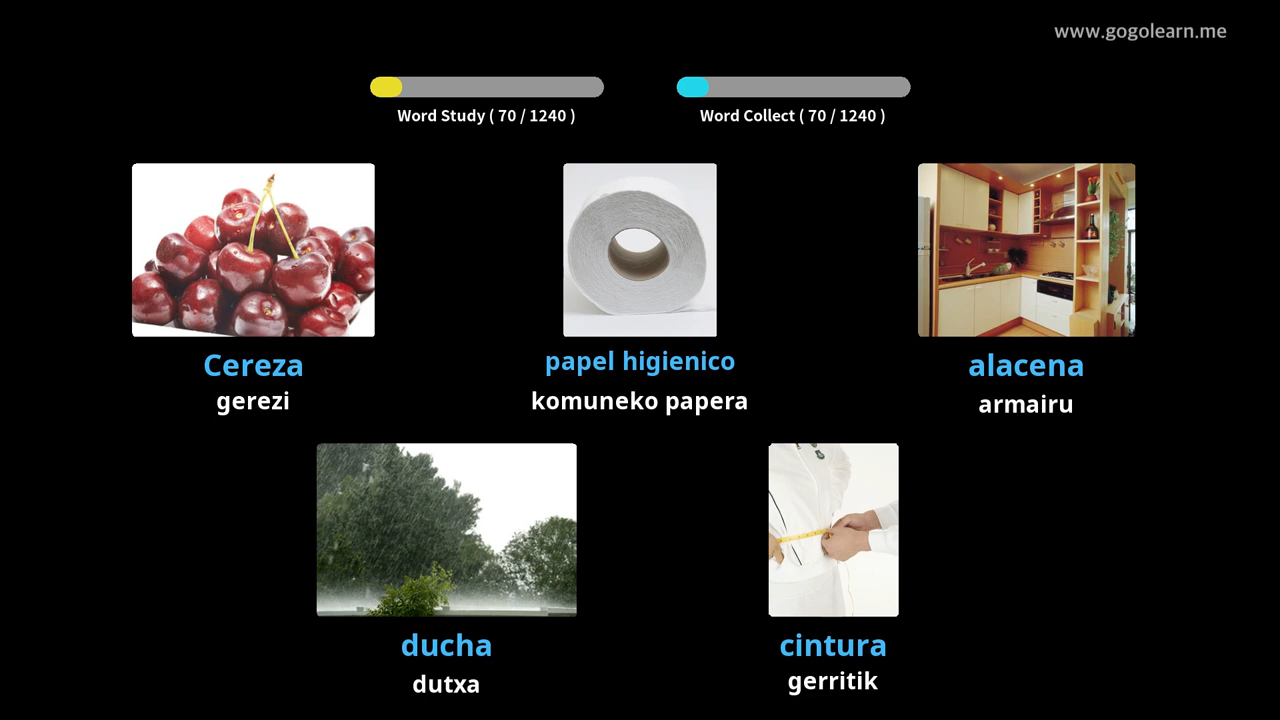 www.gogolearn.me
Word Study ( 70 / 1240 )
Word Collect ( 70 / 1240 )
Cereza
gerezi
papel higienico
komuneko papera
alacena
armairu
ducha
dutxa
cintura
gerritik